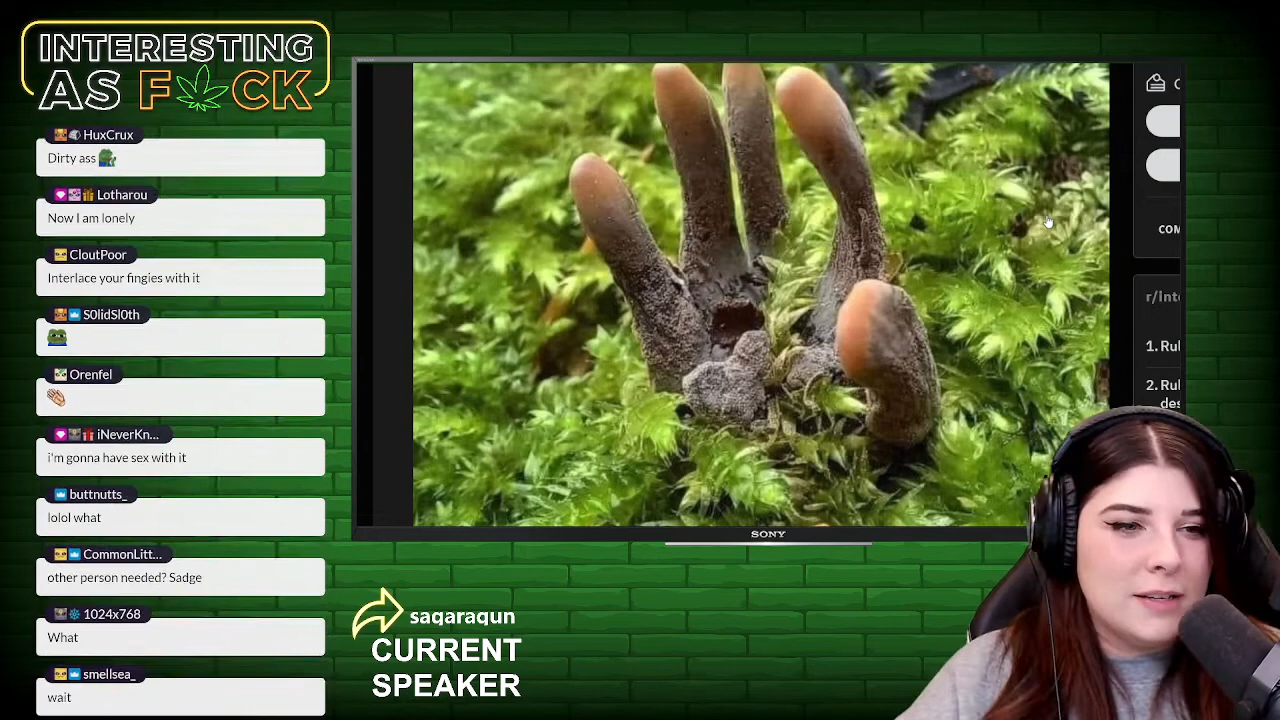 INTERESTING
AS F CK
HuxCrux
Dirty ass
Lotharou
Now I am lonely
CloutPoor
Interlace your fingies with it
S0lidSl0th
Orenfel
iNeverKn...
i'm gonna have sex with it
buttnutts_
lolol what
CommonLitt...
other person needed? Sadge
1024x768
What
smellsea_
wait
COM
r/Inte
1. Rul
2. Rul
des
SONY
saqaraqun
CURRENT
SPEAKER